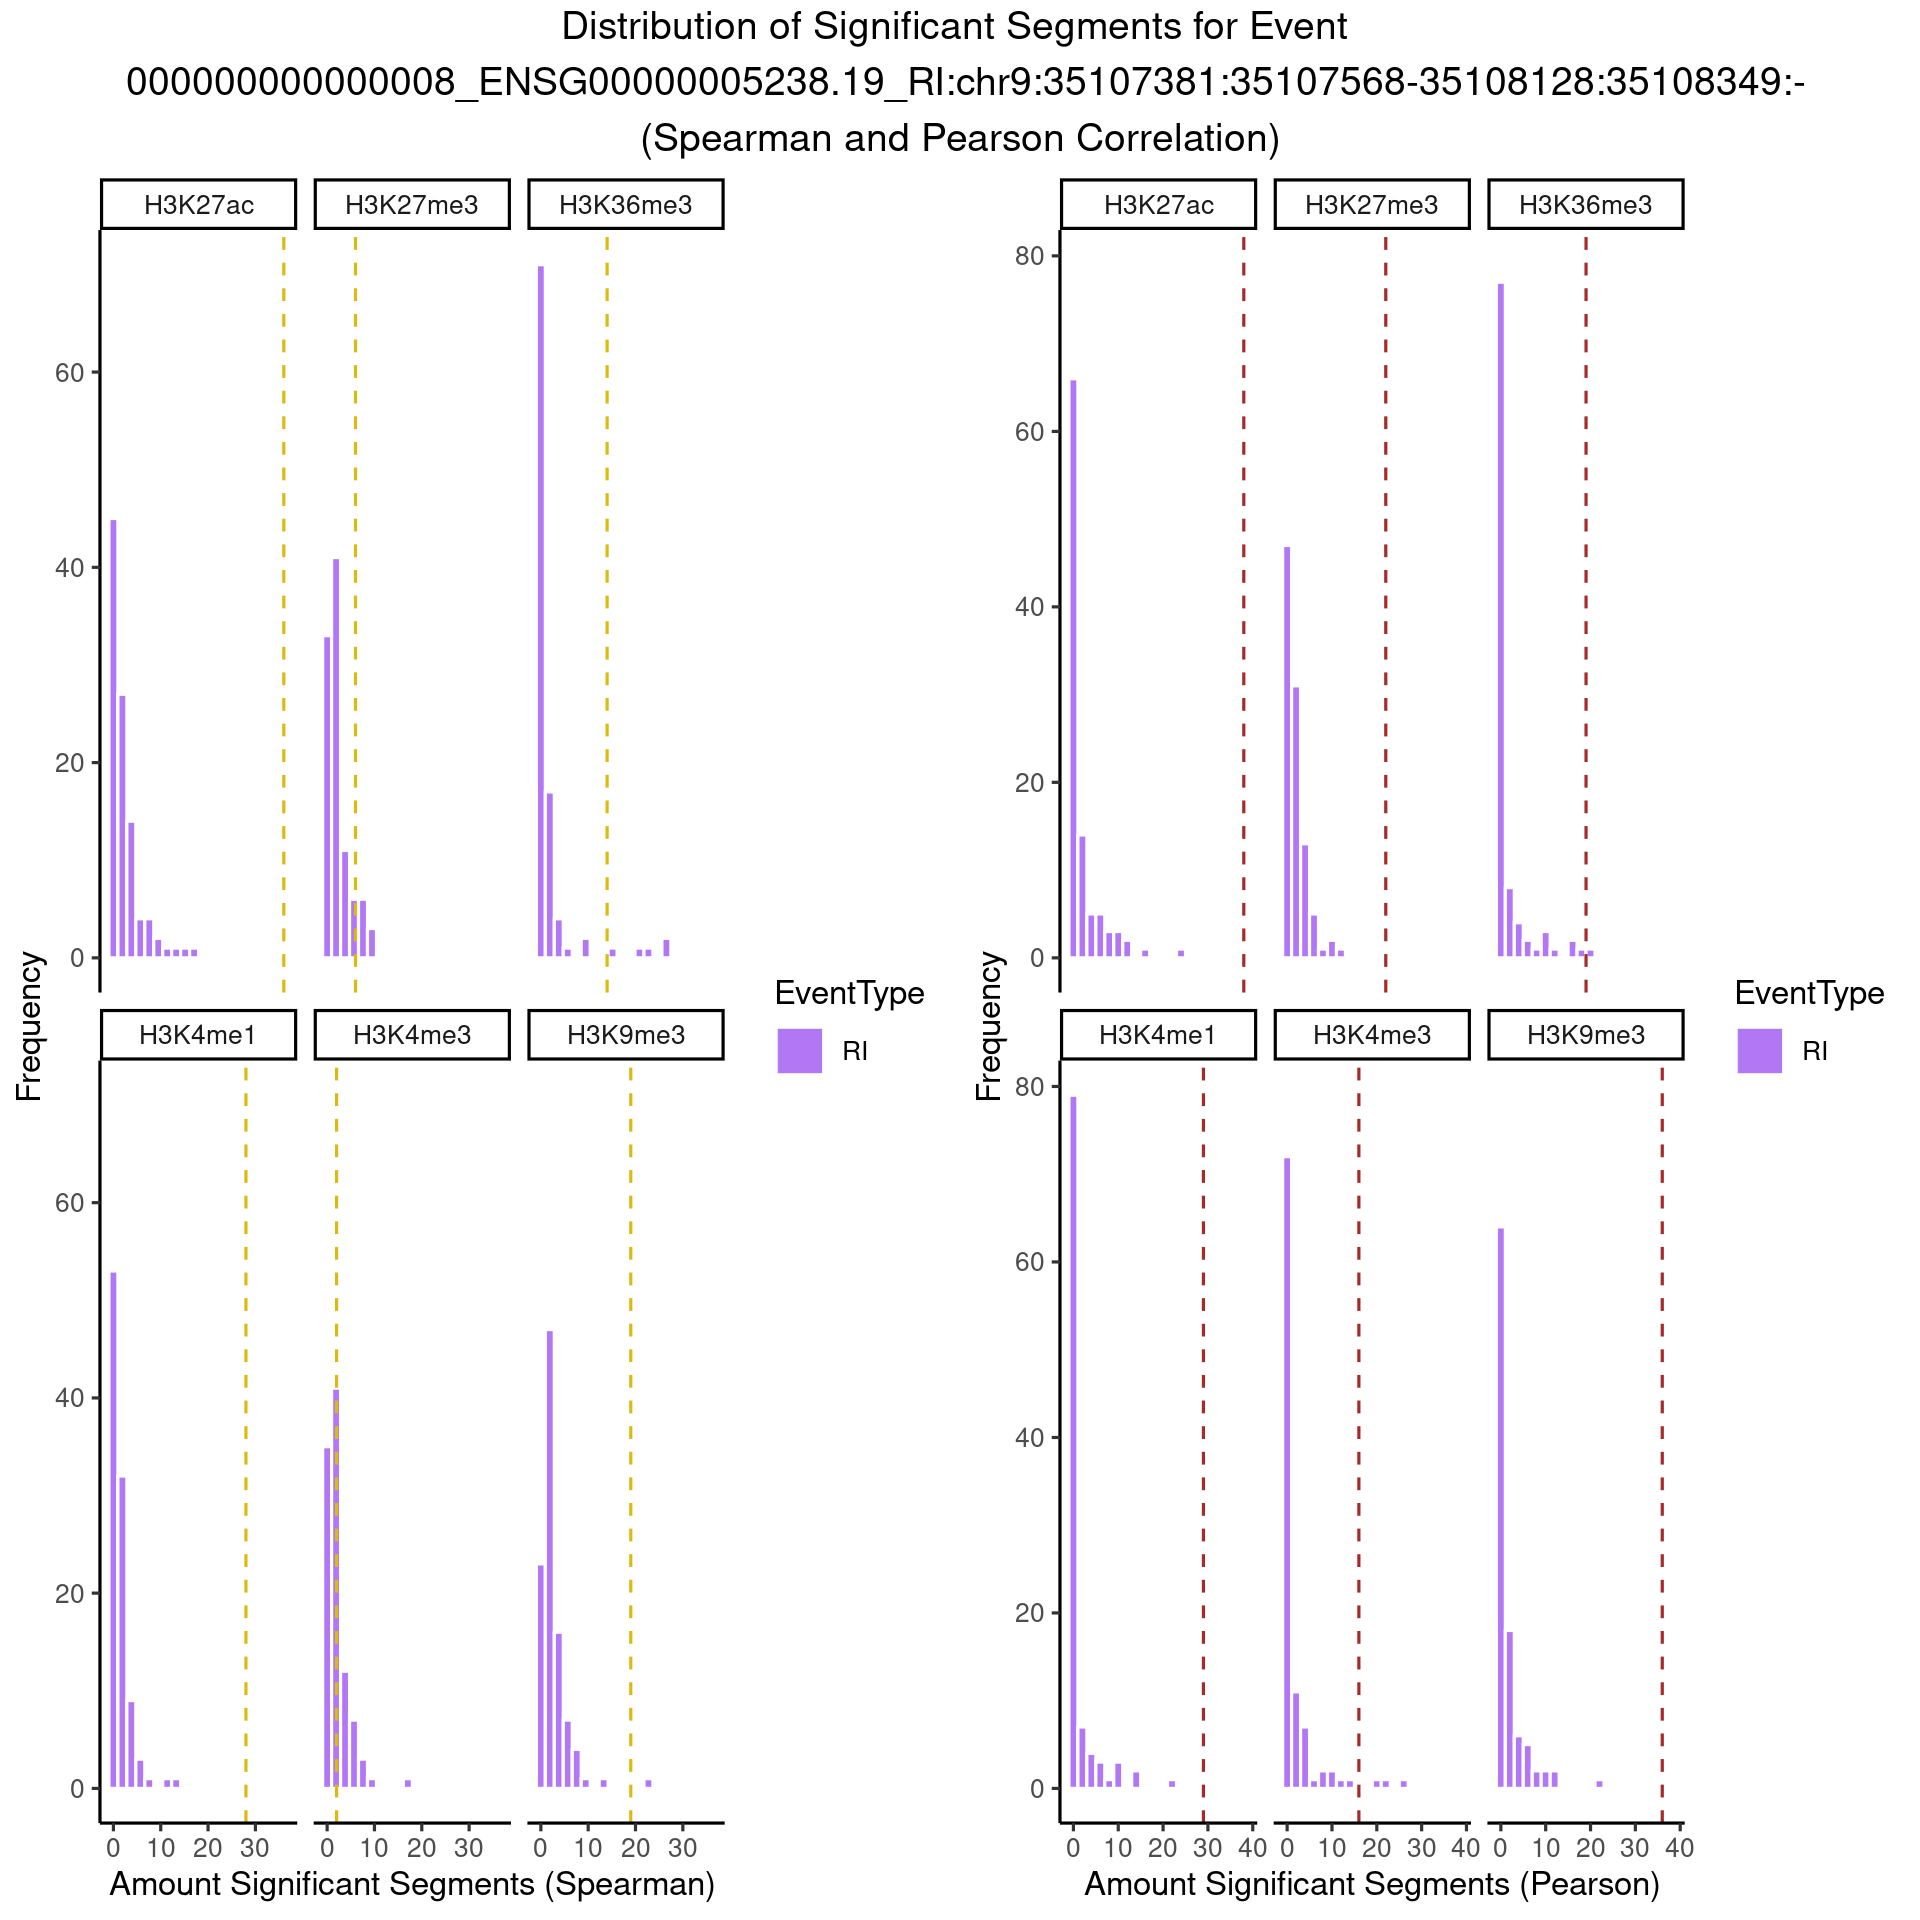 Distribution of Significant Segments for Event
000000000000008_ENSG00000005238.19_RI:chr9:35107381:35107568-35108128:35108349:-
(Spearman and Pearson Correlation)
H3K27ac H3K27me3 H3K36me3
60
40
20
0
H3K4me1 H3K4me3 H3K9me3
60
40
20
0
0 10 20 30 0 10 20 30 0 10 20 30
Amount Significant Segments (Spearman)
Frequency
EventType
RI
H3K27ac H3K27me3 H3K36me3
80
60
40
20
0
H3K4me1 H3K4me3 H3K9me3
80
60
40
20
0
0 10 20 30 40 0 10 20 30 40 0 10 20 30 40
Amount Significant Segments (Pearson)
Frequency
EventType
RI